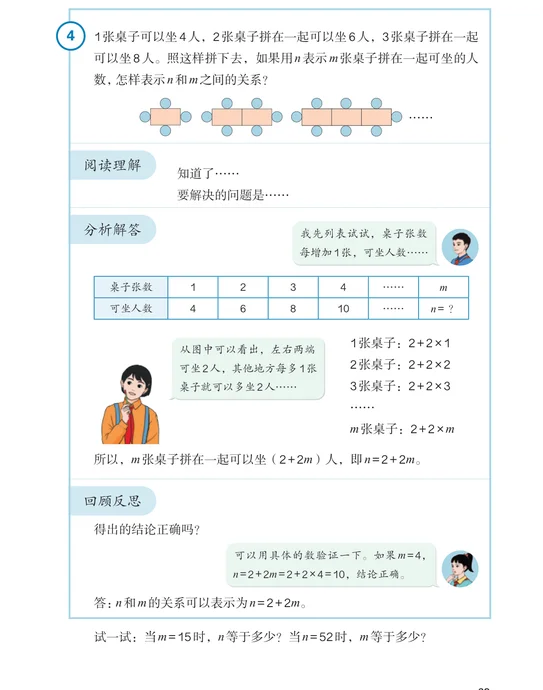 4
1张桌子可以坐4人，2张桌子拼在一起可以坐6人，3张桌子拼在一起
可以坐8人。照这样拼下去，如果用n表示m张桌子拼在一起可坐的人
数，怎样表示n和m之间的关系？
……
阅读理解
知道了……
要解决的问题是……
分析解答
我先列表试试，桌子张数
每增加1张，可坐人数……
桌子张数 1 2 3 4 …… m
可坐人数 4 6 8 10 …… n=？
从图中可以看出，左右两端
可坐2人，其他地方每多1张
桌子就可以多坐2人……
1张桌子：2+2×1
2张桌子：2+2×2
3张桌子：2+2×3
……
m张桌子：2+2×m
所以，m张桌子拼在一起可以坐（2+2m）人，即n=2+2m。
回顾反思
得出的结论正确吗？
可以用具体的数验证一下。如果m=4，
n=2+2m=2+2×4=10，结论正确。
答：n和m的关系可以表示为n=2+2m。
试一试：当m=15时，n等于多少？当n=52时，m等于多少？